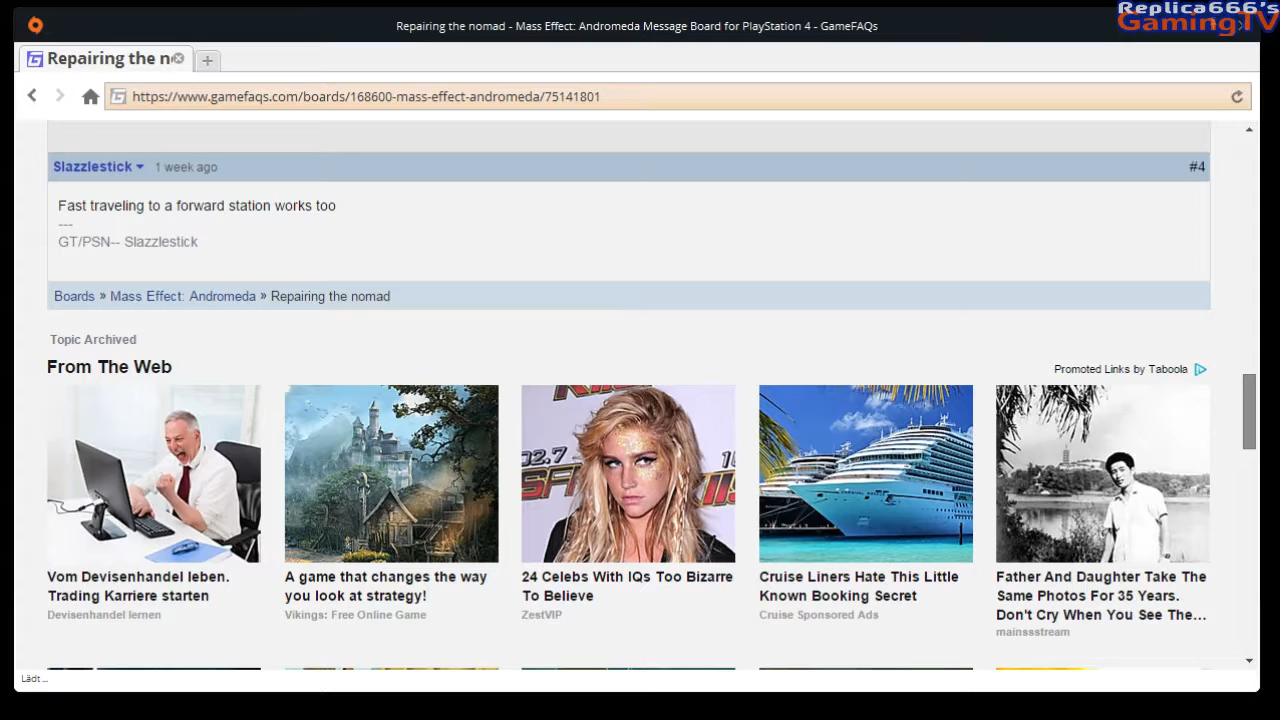 Replica666's
GamingTV
Repairing the nomad - Mass Effect: Andromeda Message Board for PlayStation 4 - GameFAQs
Repairing the n
https://www.gamefaqs.com/boards/168600-mass-effect-andromeda/75141801
Slazzlestick 1 week ago #4
Fast traveling to a forward station works too
---
GT/PSN-- Slazzlestick
Boards » Mass Effect: Andromeda » Repairing the nomad
Topic Archived
From The Web
Promoted Links by Taboola
Vom Devisenhandel leben.
Trading Karriere starten
Devisenhandel lernen
A game that changes the way
you look at strategy!
Vikings: Free Online Game
24 Celebs With IQs Too Bizarre
To Believe
ZestVIP
Cruise Liners Hate This Little
Known Booking Secret
Cruise Sponsored Ads
Father And Daughter Take The
Same Photos For 35 Years.
Don't Cry When You See The...
mainssstream
Lädt ...